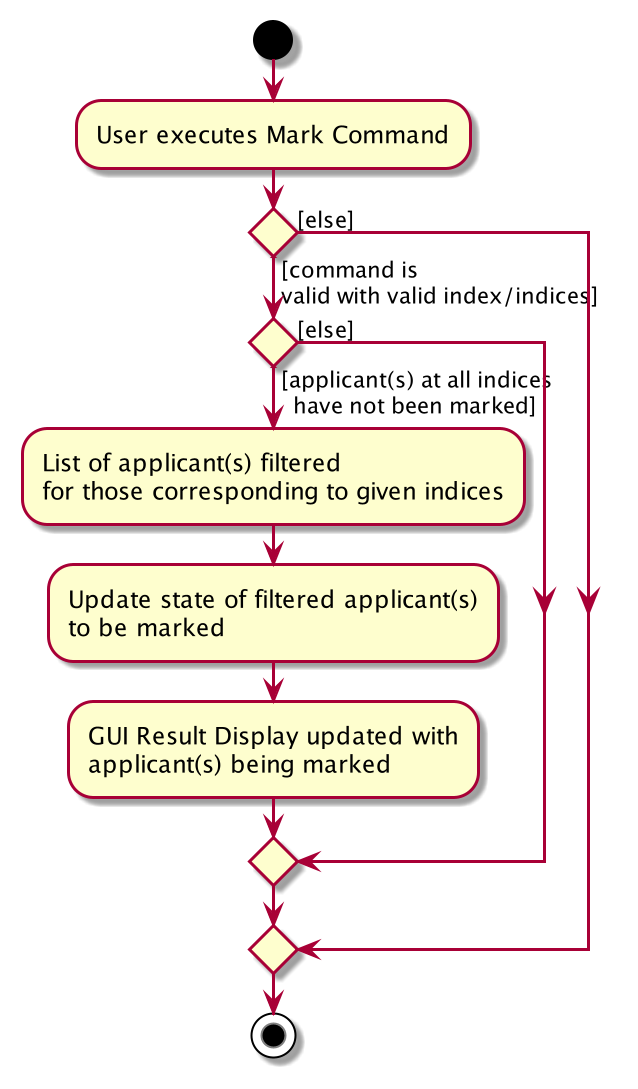 User executes Mark Command
[else]
[command is
valid with valid index/indices]
[else]
[applicant(s) at all indices
have not been marked]
List of applicant(s) filtered
for those corresponding to given indices
Update state of filtered applicant(s)
to be marked
GUI Result Display updated with
applicant(s) being marked